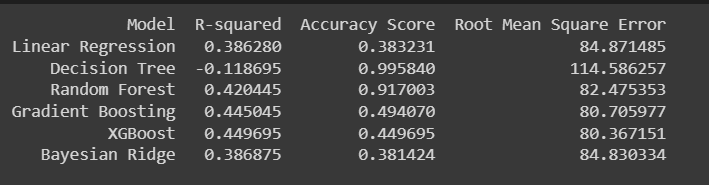 Model R-squared Accuracy Score Root Mean Square Error
Linear Regression 0.386280 0.383231 84.871485
Decision Tree -0.118695 0.995840 114.586257
Random Forest 0.420445 0.917003 82.475353
Gradient Boosting 0.445045 0.494070 80.705977
XGBoost 0.449695 0.449695 80.367151
Bayesian Ridge 0.386875 0.381424 84.830334